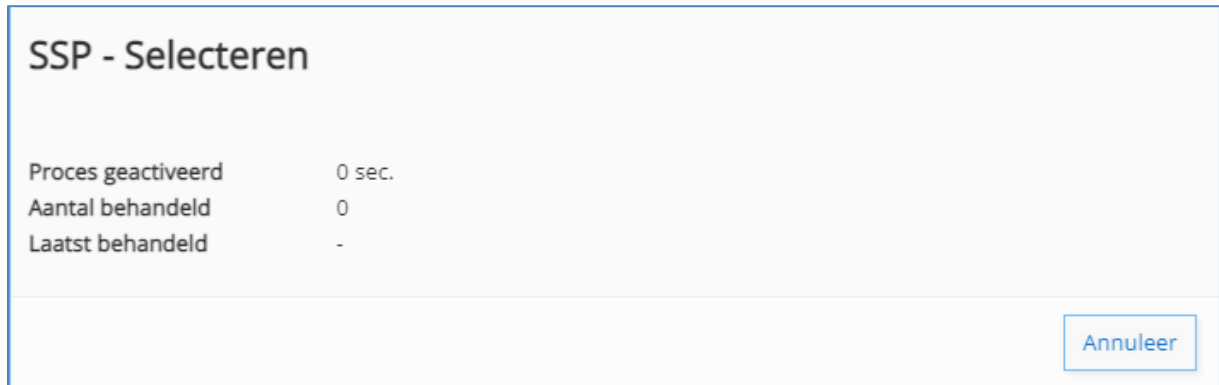 SSP - Selecteren
Proces geactiveerd 0 sec.
Aantal behandeld 0
Laatst behandeld -
Annuleer